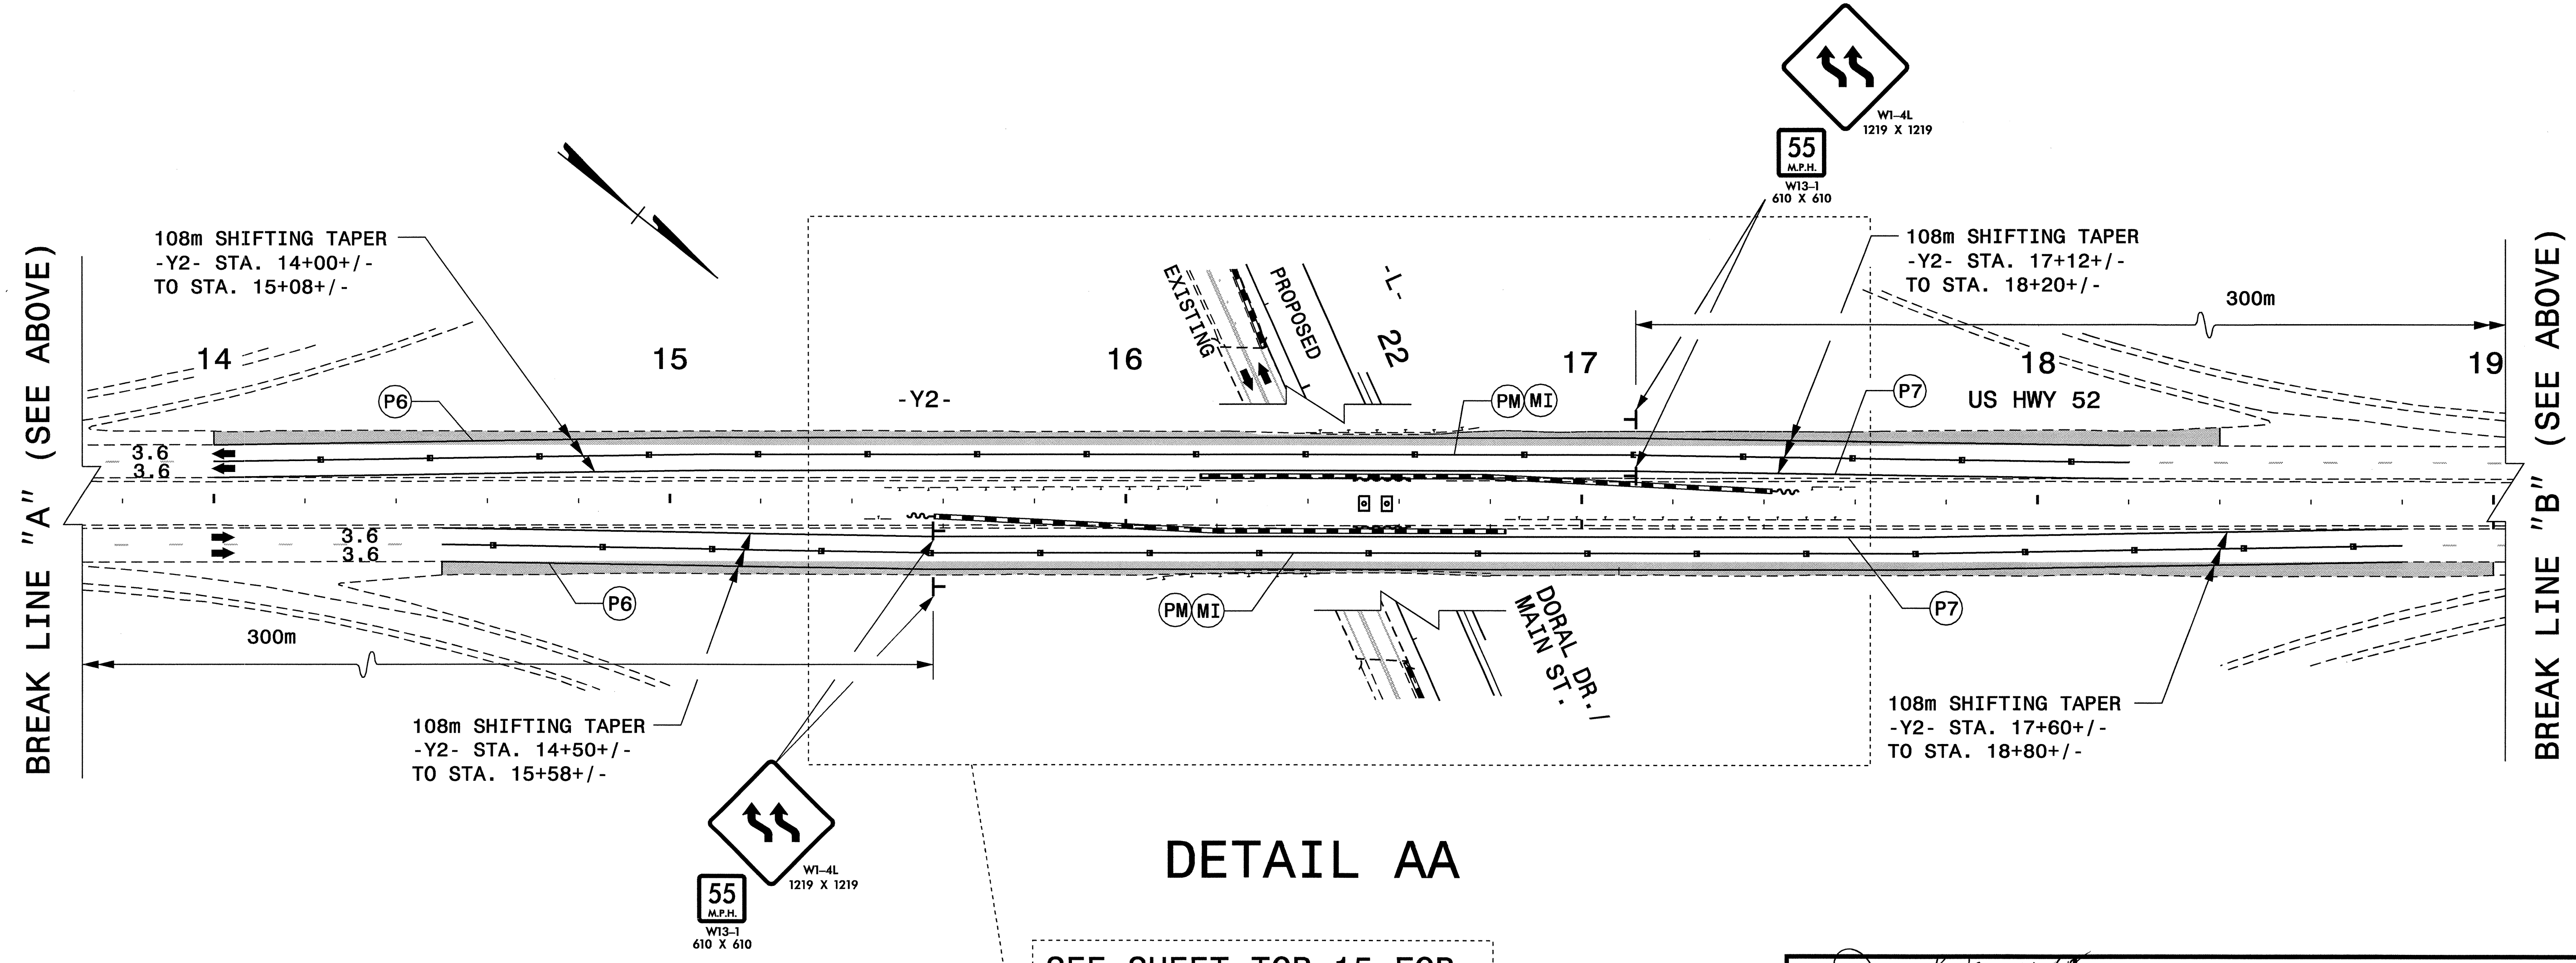 W1-4L
1219 X 1219
55
M.P.H.
W13-1
610 X 610
BREAK LINE "A" (SEE ABOVE)
108m SHIFTING TAPER
-Y2- STA. 14+00+/-
TO STA. 15+08+/-
EXISTING
PROPOSED
-L-
22
108m SHIFTING TAPER
-Y2- STA. 17+12+/-
TO STA. 18+20+/-
300m
BREAK LINE "B" (SEE ABOVE)
14
15
16
17
18
19
P6
-Y2-
PM MI
P7
US HWY 52
3.6
3.6
3.6
3.6
P6
PM MI
P7
DORAL DR./
MAIN ST.
300m
108m SHIFTING TAPER
-Y2- STA. 14+50+/-
TO STA. 15+58+/-
108m SHIFTING TAPER
-Y2- STA. 17+60+/-
TO STA. 18+80+/-
W1-4L
1219 X 1219
55
M.P.H.
W13-1
610 X 610
DETAIL AA